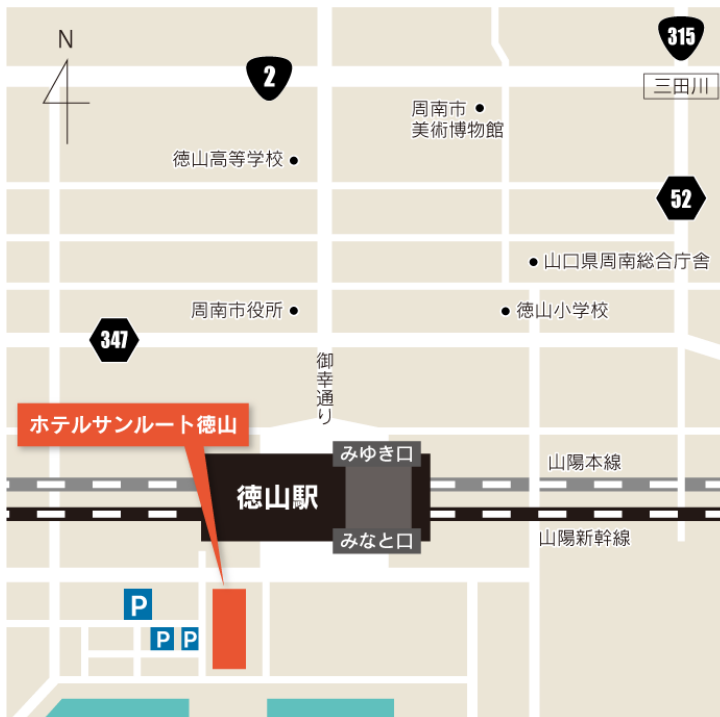 N
2
315
三田川
周南市
美術博物館
徳山高等学校
52
山口県周南総合庁舎
周南市役所
徳山小学校
347
御幸通り
ホテルサンルート徳山
みゆき口
山陽本線
徳山駅
みなと口
山陽新幹線
P
P
P